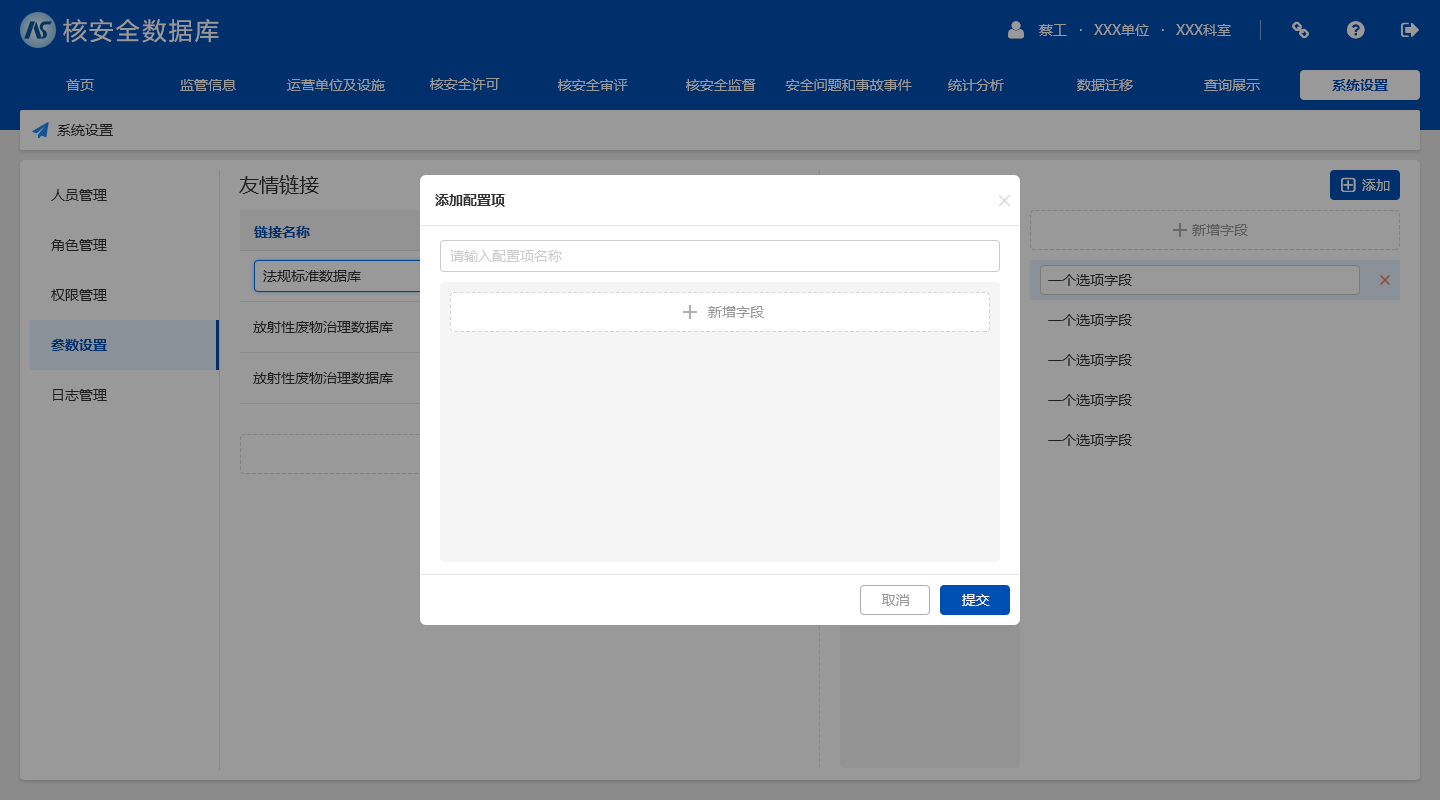 核安全数据库
蔡工 · XXX单位 · XXX科室
首页 监管信息 运营单位及设施 核安全许可 核安全审评 核安全监督 安全问题和事故事件 统计分析 数据迁移 查询展示 系统设置
系统设置
人员管理
角色管理
权限管理
参数设置
日志管理
友情链接
链接名称
法规标准数据库
放射性废物治理数据库
放射性废物治理数据库
添加配置项
请输入配置项名称
新增字段
取消 提交
添加
新增字段
一个选项字段
一个选项字段
一个选项字段
一个选项字段
一个选项字段